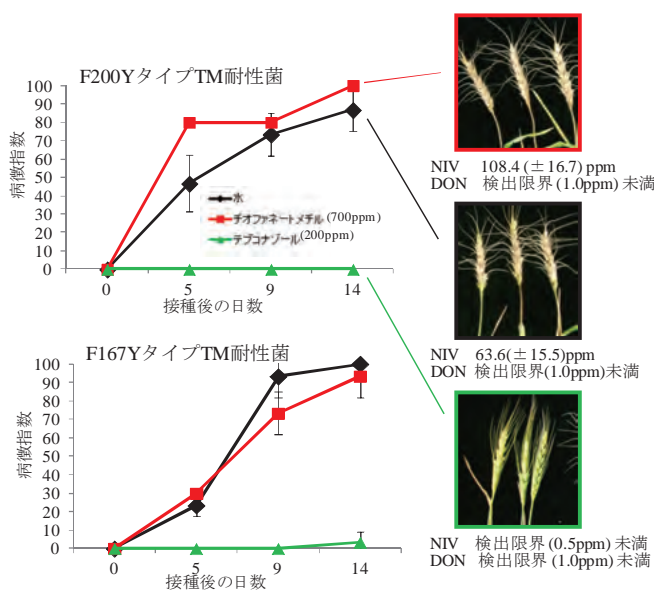 F200YタイプTM耐性菌
病徴指数
100
90
80
70
60
50
40
30
20
10
0
水
チオファネートメチル(700ppm)
テブコナゾール(200ppm)
0 5 9 14
接種後の日数
NIV 108.4 (±16.7) ppm
DON 検出限界 (1.0ppm) 未満
NIV 63.6(±15.5)ppm
DON 検出限界(1.0ppm)未満
F167YタイプTM耐性菌
病徴指数
100
90
80
70
60
50
40
30
20
10
0
0 5 9 14
接種後の日数
NIV 検出限界 (0.5ppm) 未満
DON 検出限界 (1.0ppm) 未満